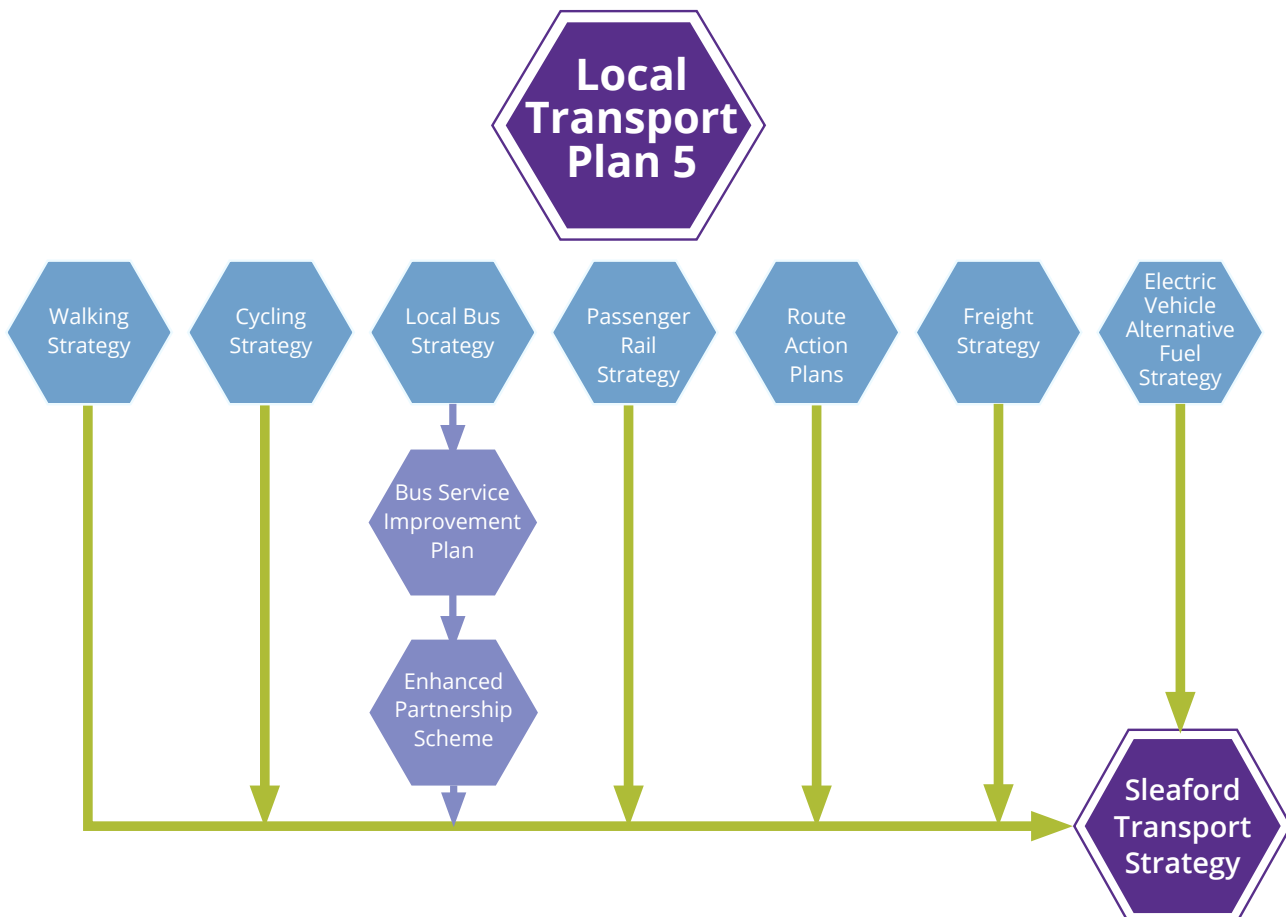 Local
Transport
Plan 5
Walking
Strategy
Cycling
Strategy
Local Bus
Strategy
Passenger
Rail
Strategy
Route
Action
Plans
Freight
Strategy
Electric
Vehicle
Alternative
Fuel
Strategy
Bus Service
Improvement
Plan
Enhanced
Partnership
Scheme
Sleaford
Transport
Strategy